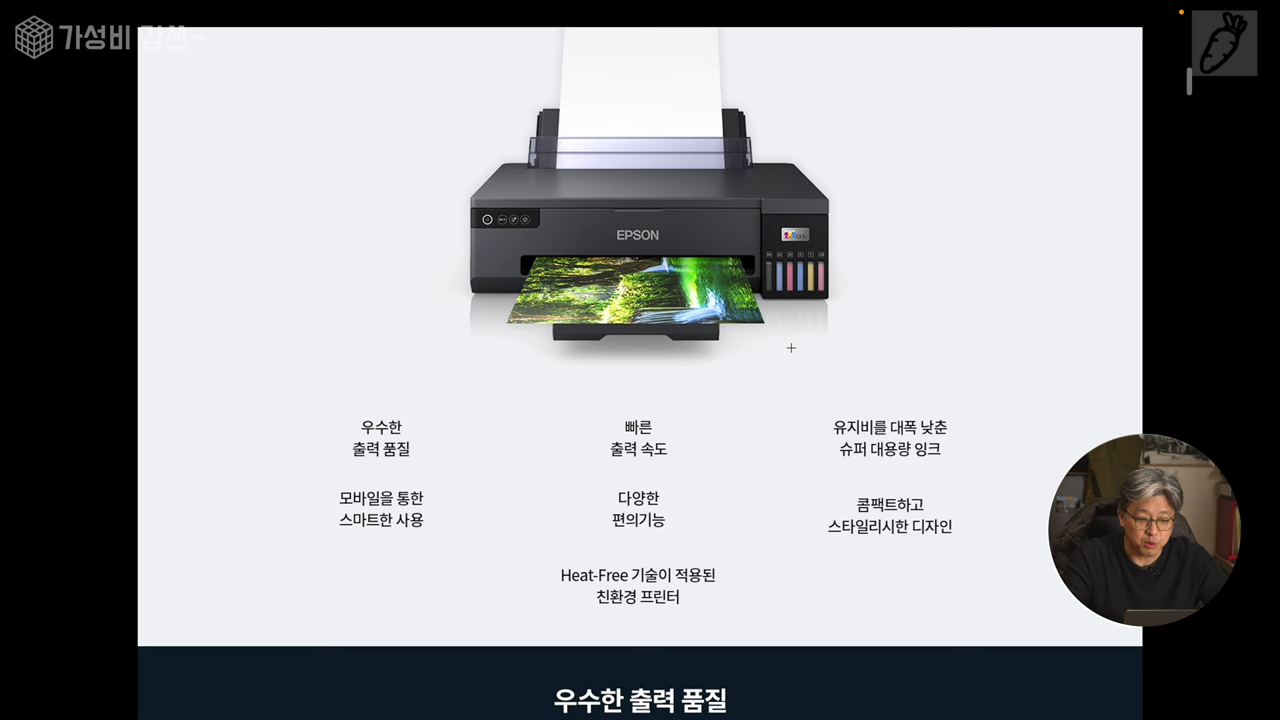 가성비 갑쓰~
EPSON
우수한
출력 품질
빠른
출력 속도
유지비를 대폭 낮춘
슈퍼 대용량 잉크
모바일을 통한
스마트한 사용
다양한
편의기능
콤팩트하고
스타일리시한 디자인
Heat-Free 기술이 적용된
친환경 프린터
우수한 출력 품질